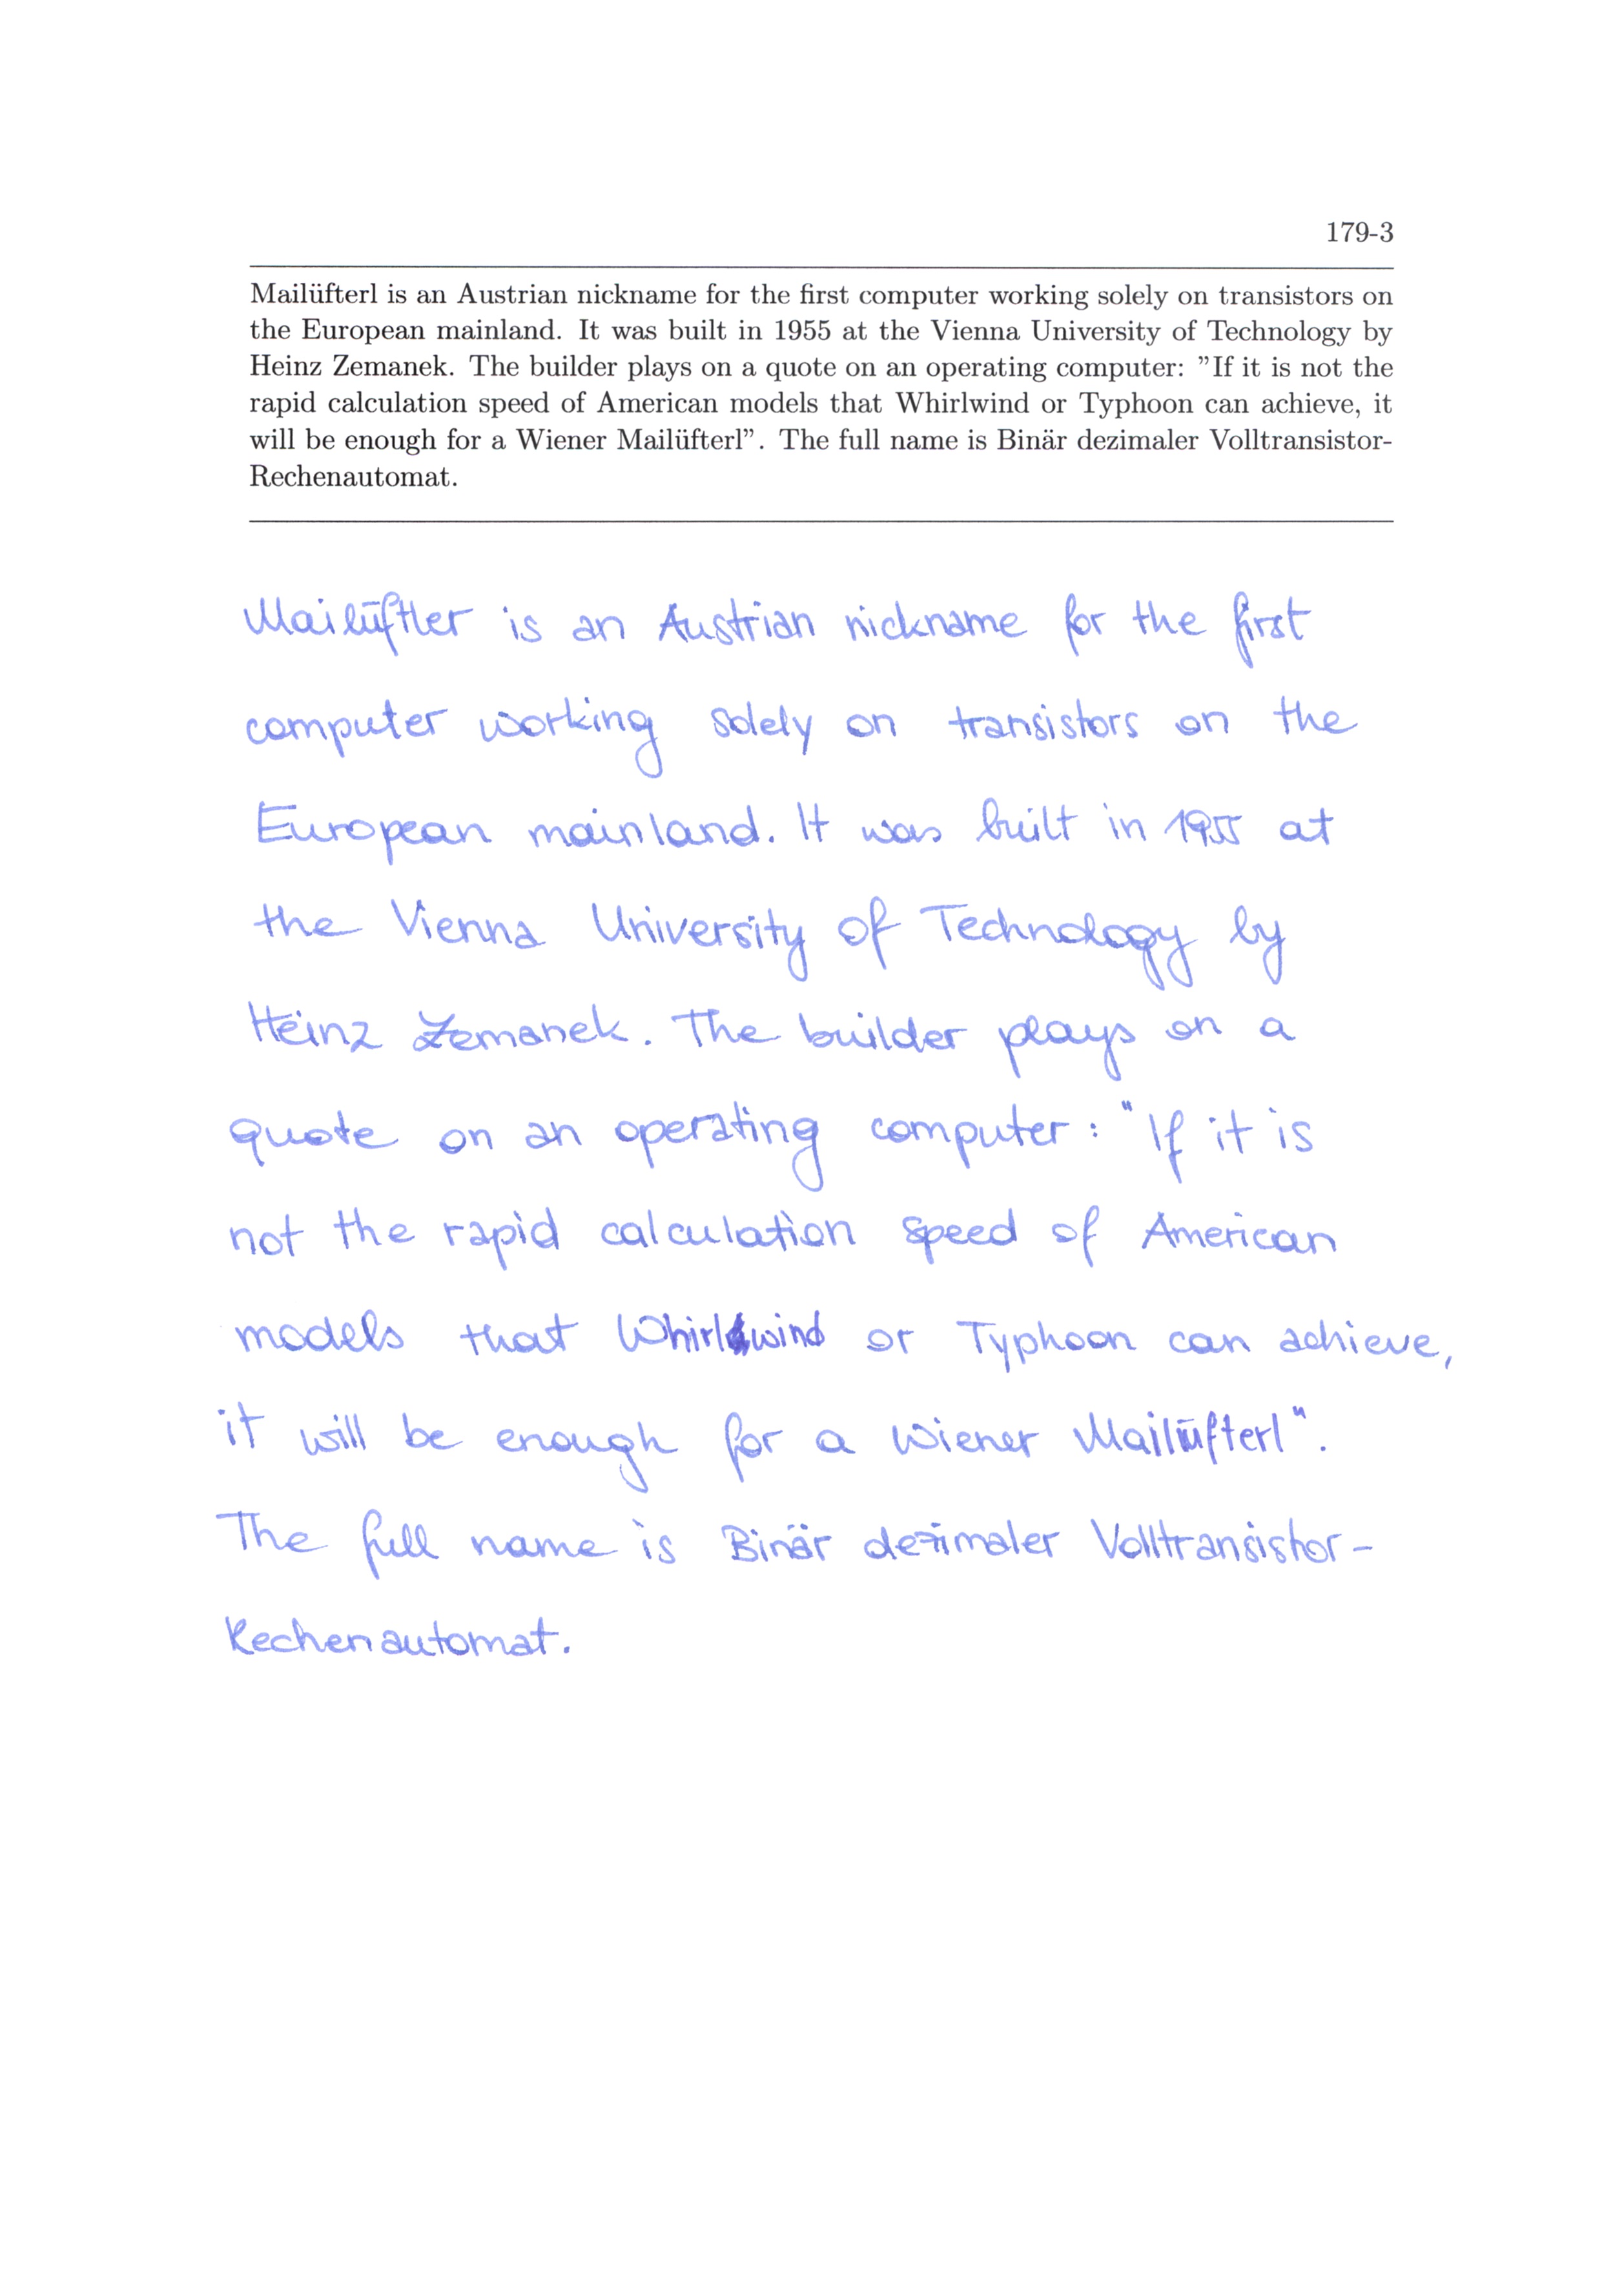 179-3
Mailüfterl is an Austrian nickname for the first computer working solely on transistors on
the European mainland. It was built in 1955 at the Vienna University of Technology by
Heinz Zemanek. The builder plays on a quote on an operating computer: "If it is not the
rapid calculation speed of American models that Whirlwind or Typhoon can achieve, it
will be enough for a Wiener Mailüfterl". The full name is Binär dezimaler Volltransistor-
Rechenautomat.
Mailüftler is an Austrian nickname for the first
computer working solely on transistors on the
European mainland. It was built in 1955 at
the Vienna University of Technology by
Heinz Zemanek. The builder plays on a
quote on an operating computer: "If it is
not the rapid calculation speed of American
models that Whirlwind or Typhoon can achieve,
it will be enough for a Wiener Mailüfterl".
The full name is Binär dezimaler Volltransistor-
Rechenautomat.